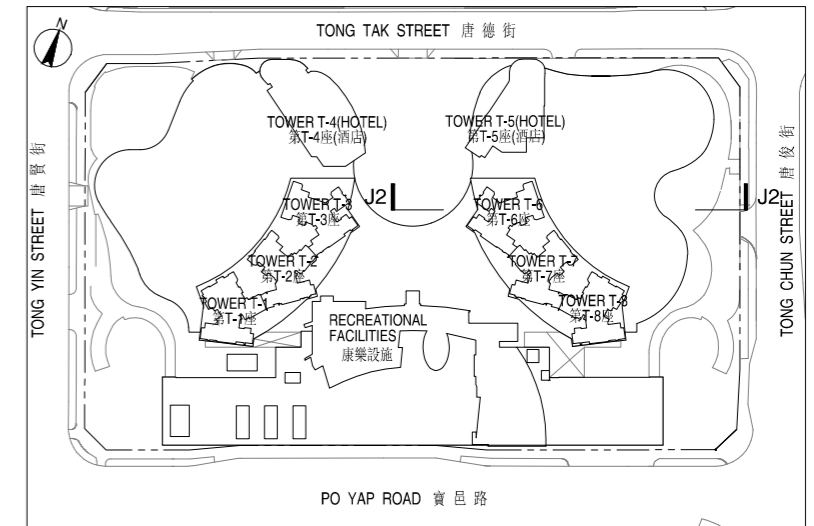 N
TONG TAK STREET 唐德街
TONG YIN STREET 唐賢街
TOWER T-4(HOTEL)
第T-4座(酒店)
TOWER T-5(HOTEL)
第T-5座(酒店)
TONG CHUN STREET 唐俊街
J2
J2
TOWER T-3
第T-3座
TOWER T-6
第T-6座
TOWER T-2
第T-2座
TOWER T-7
第T-7座
TOWER T-1
第T-1座
TOWER T-8
第T-8座
RECREATIONAL
FACILITIES
康樂設施
PO YAP ROAD 寶邑路